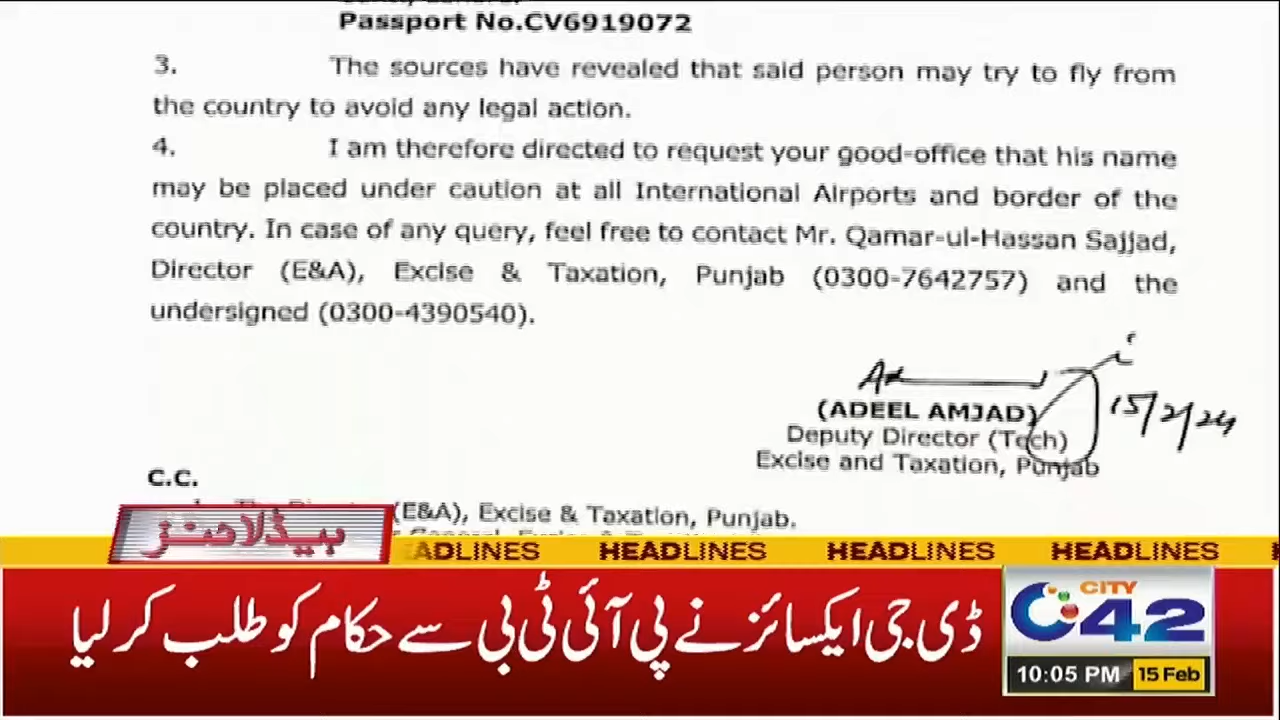 Passport No.CV6919072
3. The sources have revealed that said person may try to fly from
the country to avoid any legal action.
4. I am therefore directed to request your good-office that his name
may be placed under caution at all International Airports and border of the
country. In case of any query, feel free to contact Mr. Qamar-ul-Hassan Sajjad,
Director (E&A), Excise & Taxation, Punjab (0300-7642757) and the
undersigned (0300-4390540).
15/2/24
(ADEEL AMJAD)
Deputy Director (Tech)
Excise and Taxation, Punjab
C.C.
(E&A), Excise & Taxation, Punjab.
ہیڈلائنز
ADLINES HEADLINES HEADLINES HEADLINES
ڈی جی ایکسائز نے پی آئی ٹی بی سے حکام کو طلب کر لیا
CITY
42
10:05 PM 15 Feb